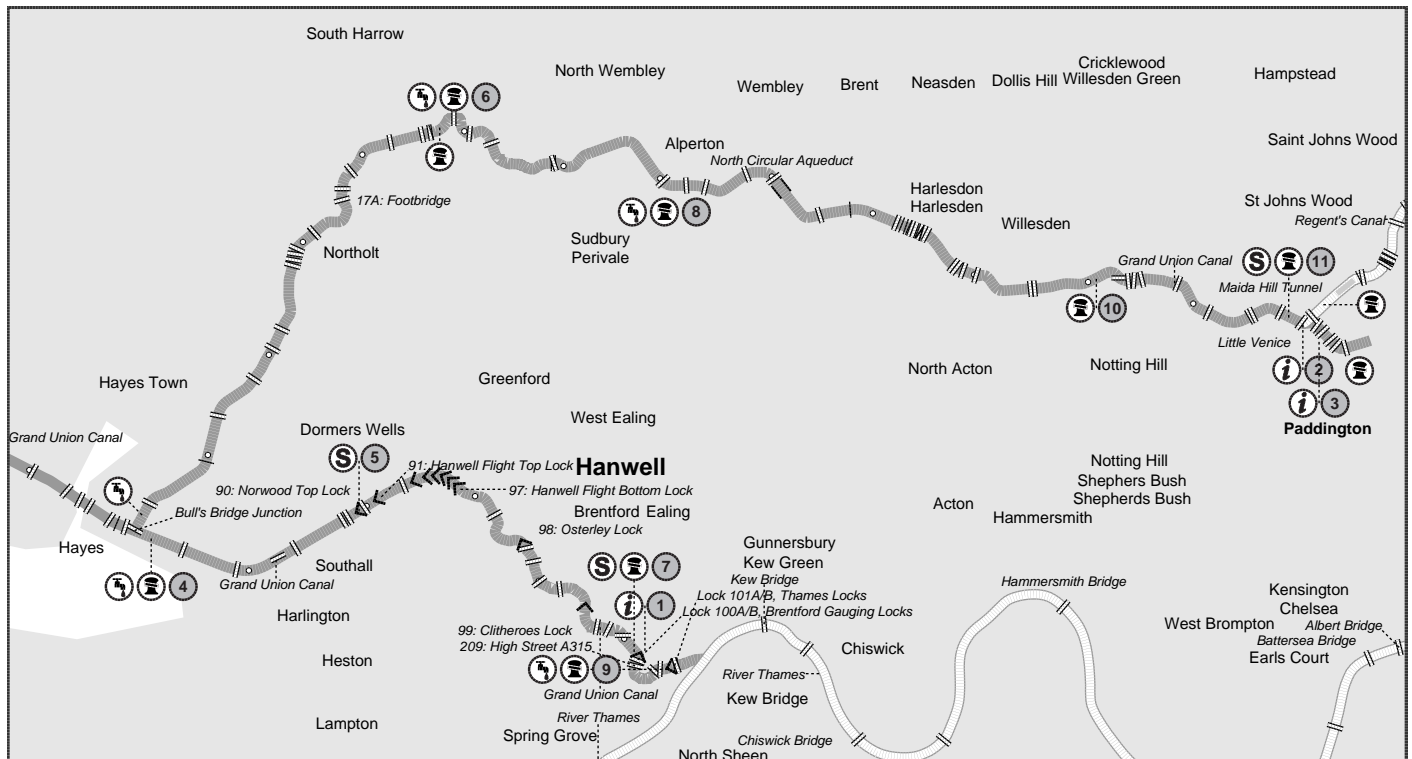 South Harrow
North Wembley
Wembley
Brent
Neasden
Dollis Hill
Cricklewood
Willesden Green
Hampstead
6
Saint Johns Wood
Alperton
North Circular Aqueduct
17A: Footbridge
8
Harlesdon
Harlesden
Willesden
St Johns Wood
Regent's Canal
Northolt
Sudbury
Perivale
Grand Union Canal
S
11
Maida Hill Tunnel
10
Little Venice
Hayes Town
Greenford
North Acton
Notting Hill
i
2
i
3
Paddington
West Ealing
Grand Union Canal
Dormers Wells
S
5
91: Hanwell Flight Top Lock
Hanwell
90: Norwood Top Lock
97: Hanwell Flight Bottom Lock
Notting Hill
Shephers Bush
Shepherds Bush
Bull's Bridge Junction
Brentford
Ealing
Acton
Hammersmith
98: Osterley Lock
Hayes
Southall
Gunnersbury
Kew Green
4
Grand Union Canal
S
7
Kew Bridge
Hammersmith Bridge
Kensington
Chelsea
Harlington
i
1
Lock 101A/B, Thames Locks
Lock 100A/B, Brentford Gauging Locks
West Brompton
Albert Bridge
Battersea Bridge
Earls Court
99: Clitheroes Lock
209: High Street A315
Chiswick
Heston
9
River Thames
Grand Union Canal
Kew Bridge
Lampton
River Thames
Spring Grove
Chiswick Bridge
North Sheen